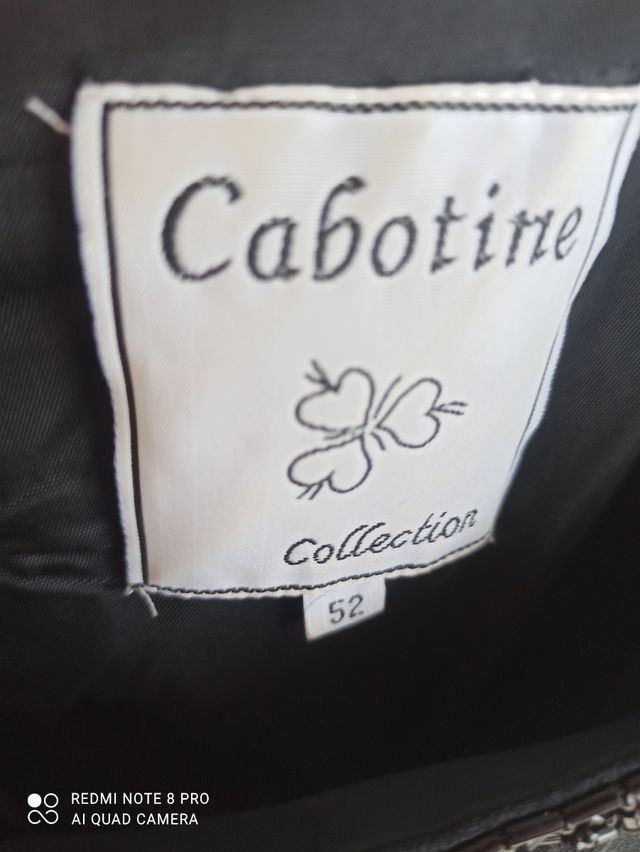 Cabotine
Collection
52
REDMI NOTE 8 PRO
AI QUAD CAMERA